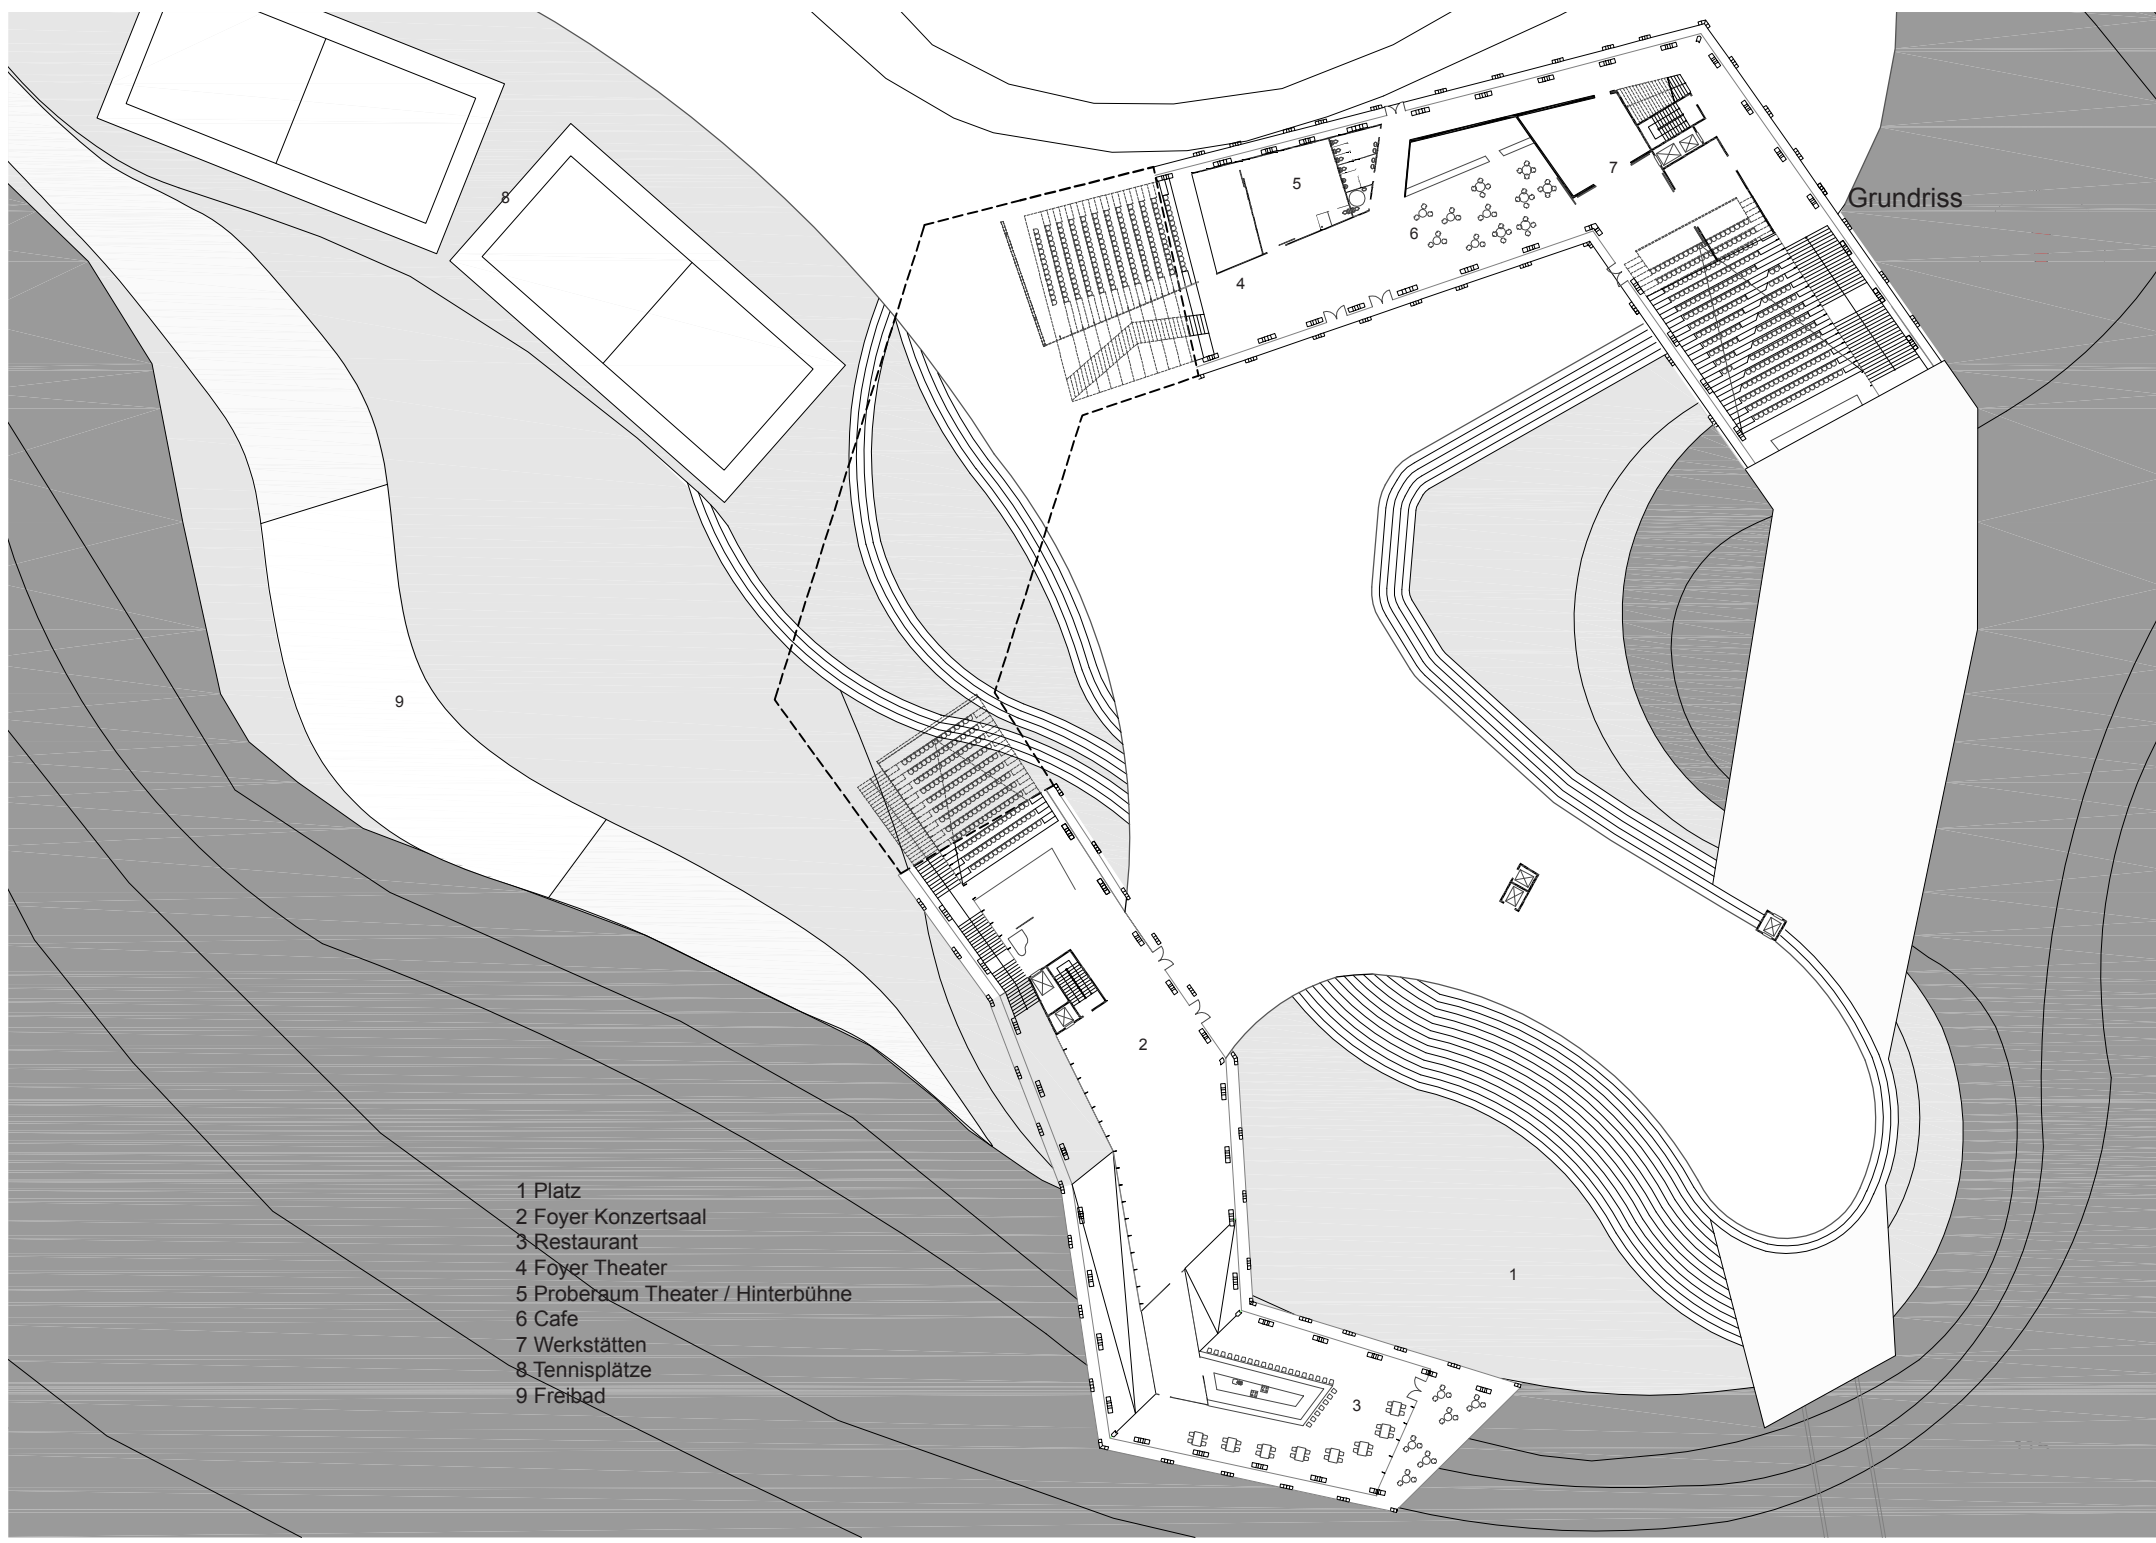 8
5
7
Grundriss
6
4
9
2
1 Platz
2 Foyer Konzertsaal
3 Restaurant
4 Foyer Theater
5 Proberaum Theater / Hinterbühne
6 Cafe
7 Werkstätten
8 Tennisplätze
9 Freibad
1
3